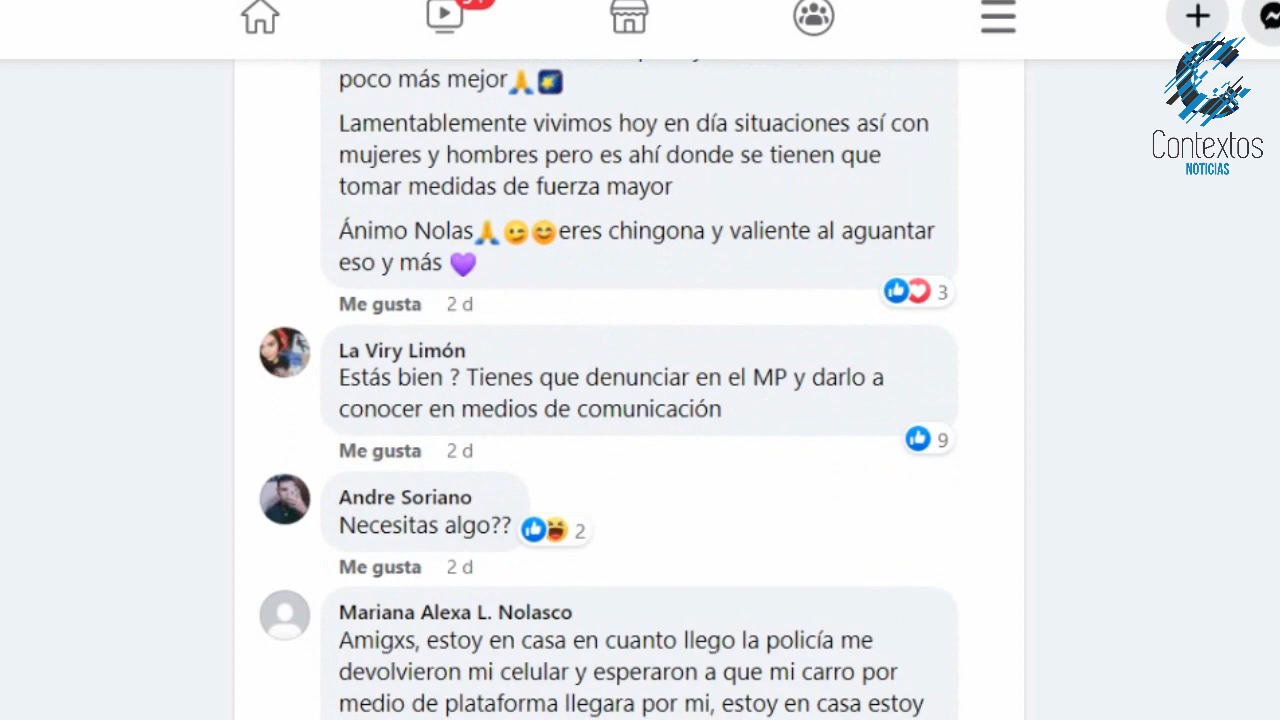 poco más mejor🙏🌠
Lamentablemente vivimos hoy en día situaciones así con
mujeres y hombres pero es ahí donde se tienen que
tomar medidas de fuerza mayor
Ánimo Nolas🙏😉😊eres chingona y valiente al aguantar
eso y más 💜
Me gusta 2 d
3
La Viry Limón
Estás bien ? Tienes que denunciar en el MP y darlo a
conocer en medios de comunicación
9
Me gusta 2 d
Andre Soriano
Necesitas algo??
2
Me gusta 2 d
Mariana Alexa L. Nolasco
Amigxs, estoy en casa en cuanto llego la policía me
devolvieron mi celular y esperaron a que mi carro por
medio de plataforma llegara por mi, estoy en casa estoy
Contextos
NOTICIAS